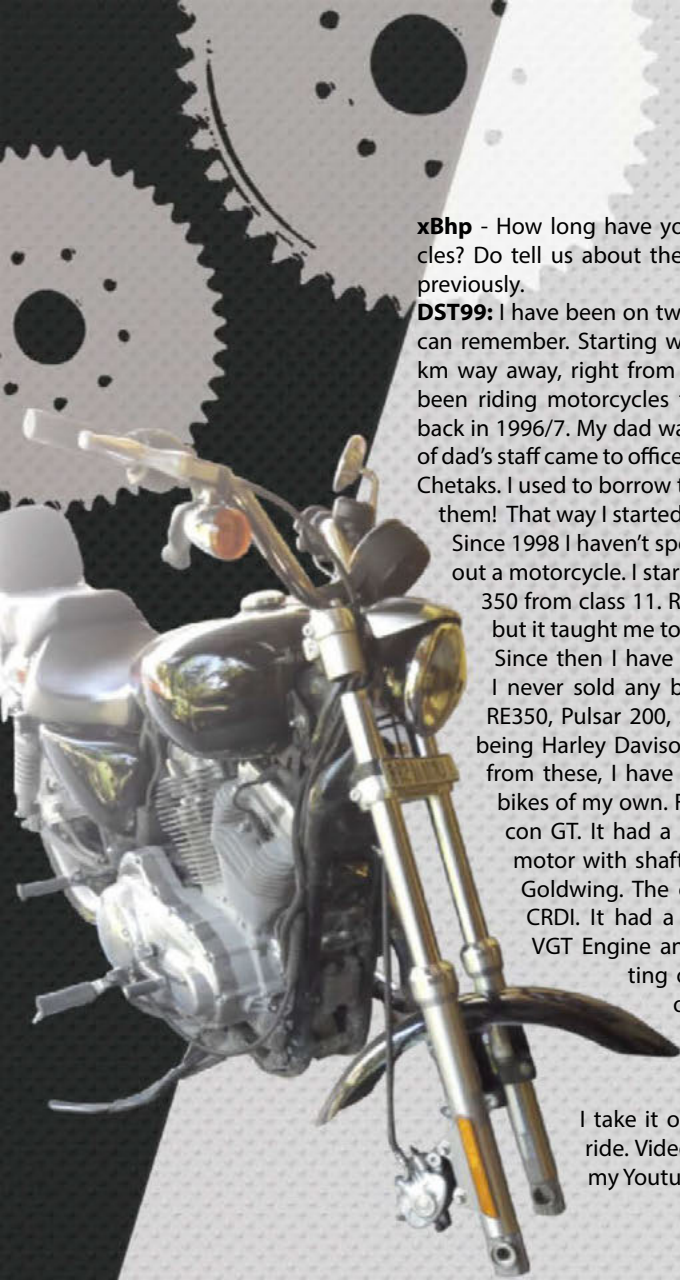 xBhp - How long have yo
cles? Do tell us about the
previously.
DST99: I have been on tw
can remember. Starting w
km way away, right from
been riding motorcycles
back in 1996/7. My dad wa
of dad's staff came to office
Chetaks. I used to borrow t
them! That way I started
Since 1998 I haven't spe
out a motorcycle. I star
350 from class 11. R
but it taught me to
Since then I have
I never sold any b
RE350, Pulsar 200,
being Harley Daviso
from these, I have
bikes of my own. F
con GT. It had a
motor with shaft
Goldwing. The
CRDI. It had a
VGT Engine an
ting
I take it o
ride. Vide
my Youtu